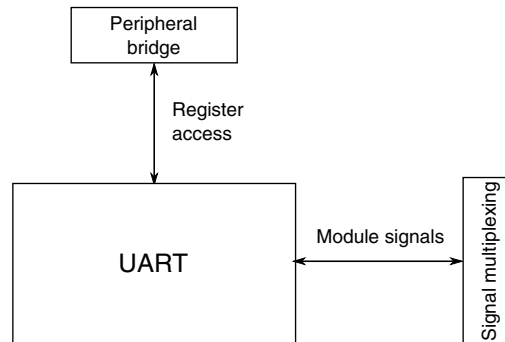 Peripheral
bridge
Register
access
UART
Module signals
Signal multiplexing